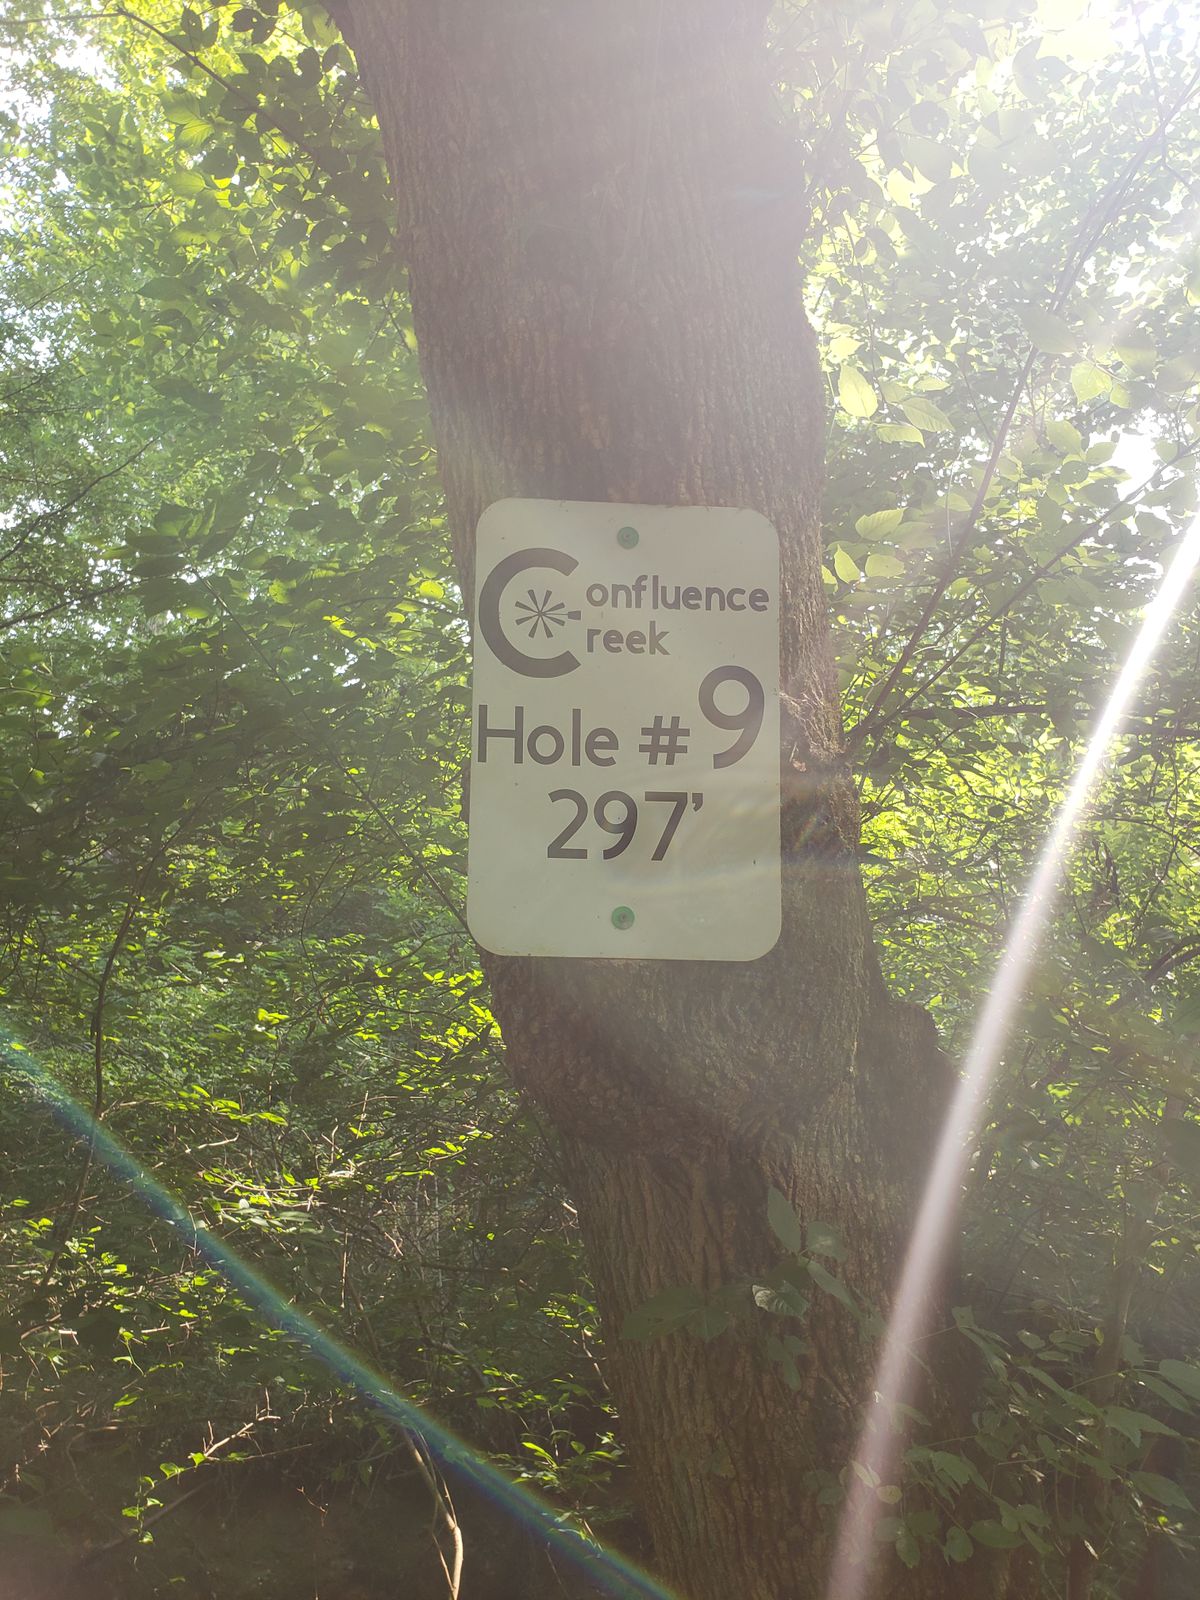 Confluence
Creek
Hole # 9
297'